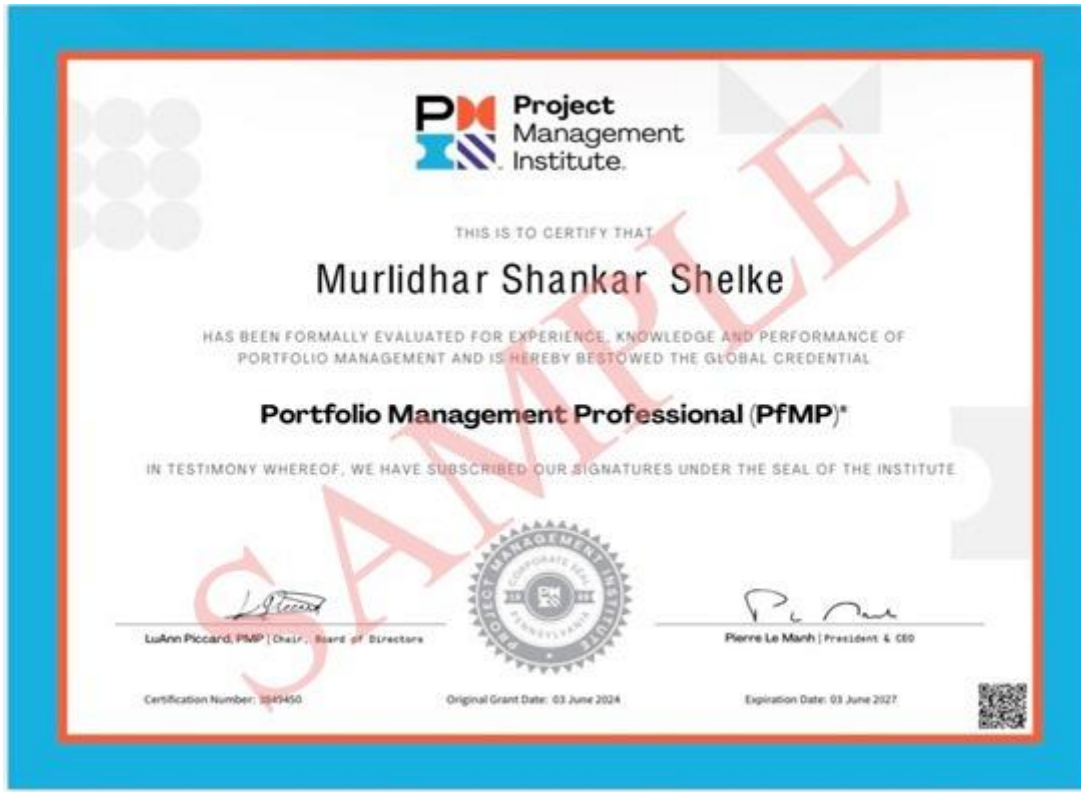 Project
Management
Institute.
THIS IS TO CERTIFY THAT
Murlidhar Shankar Shelke
HAS BEEN FORMALLY EVALUATED FOR EXPERIENCE, KNOWLEDGE AND PERFORMANCE OF
PORTFOLIO MANAGEMENT AND IS HEREBY BESTOWED THE GLOBAL CREDENTIAL
Portfolio Management Professional (PfMP)®
IN TESTIMONY WHEREOF, WE HAVE SUBSCRIBED OUR SIGNATURES UNDER THE SEAL OF THE INSTITUTE
SAMPLE
PROJECT MANAGEMENT INSTITUTE
CORPORATE SEAL
PENNSYLVANIA
LuAnn Piccard, PMP | Chair, Board of Directors
Pierre Le Manh | President & CEO
Certification Number:
Original Grant Date: 03 June 2024
Expiration Date: 03 June 2027